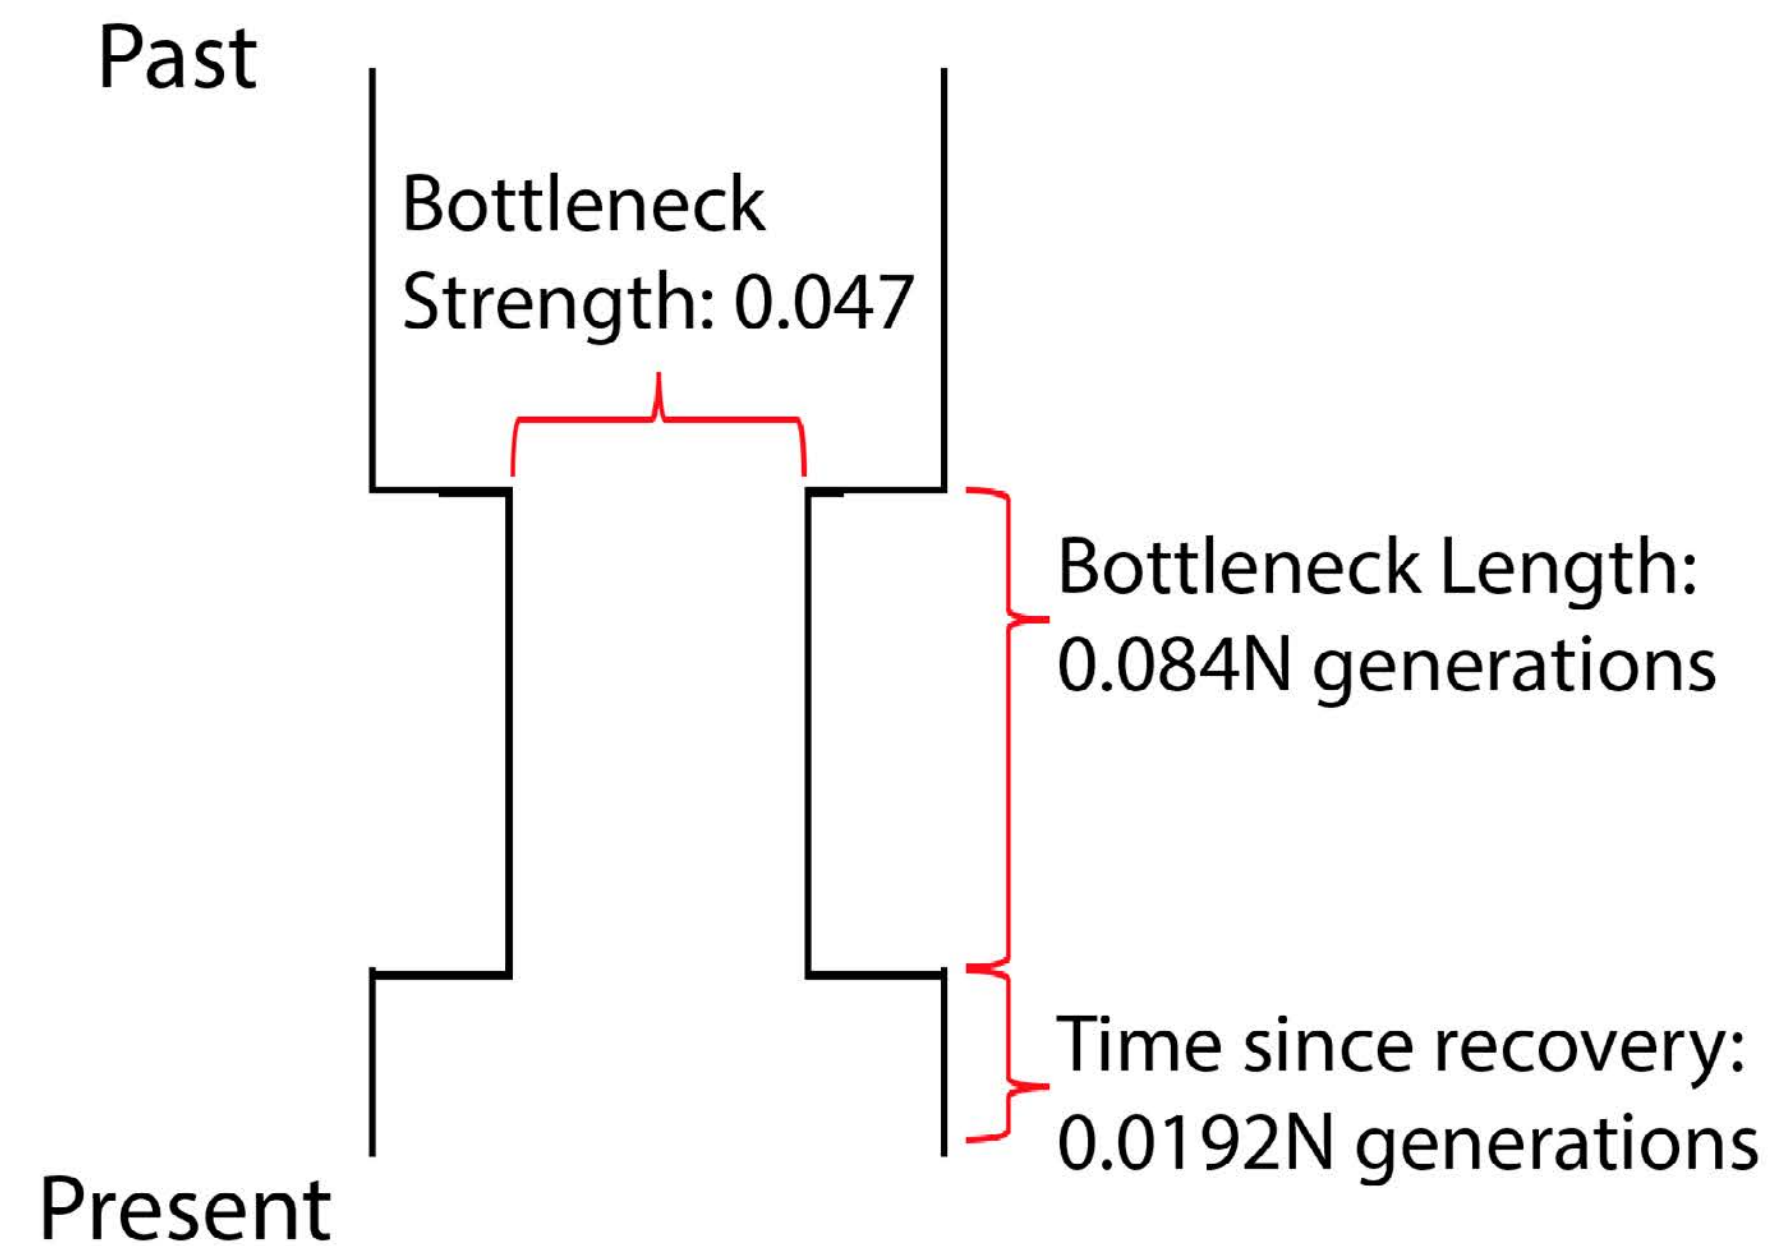 Past
Bottleneck
Strength: 0.047
Bottleneck Length:
0.084N generations
Time since recovery:
0.0192N generations
Present